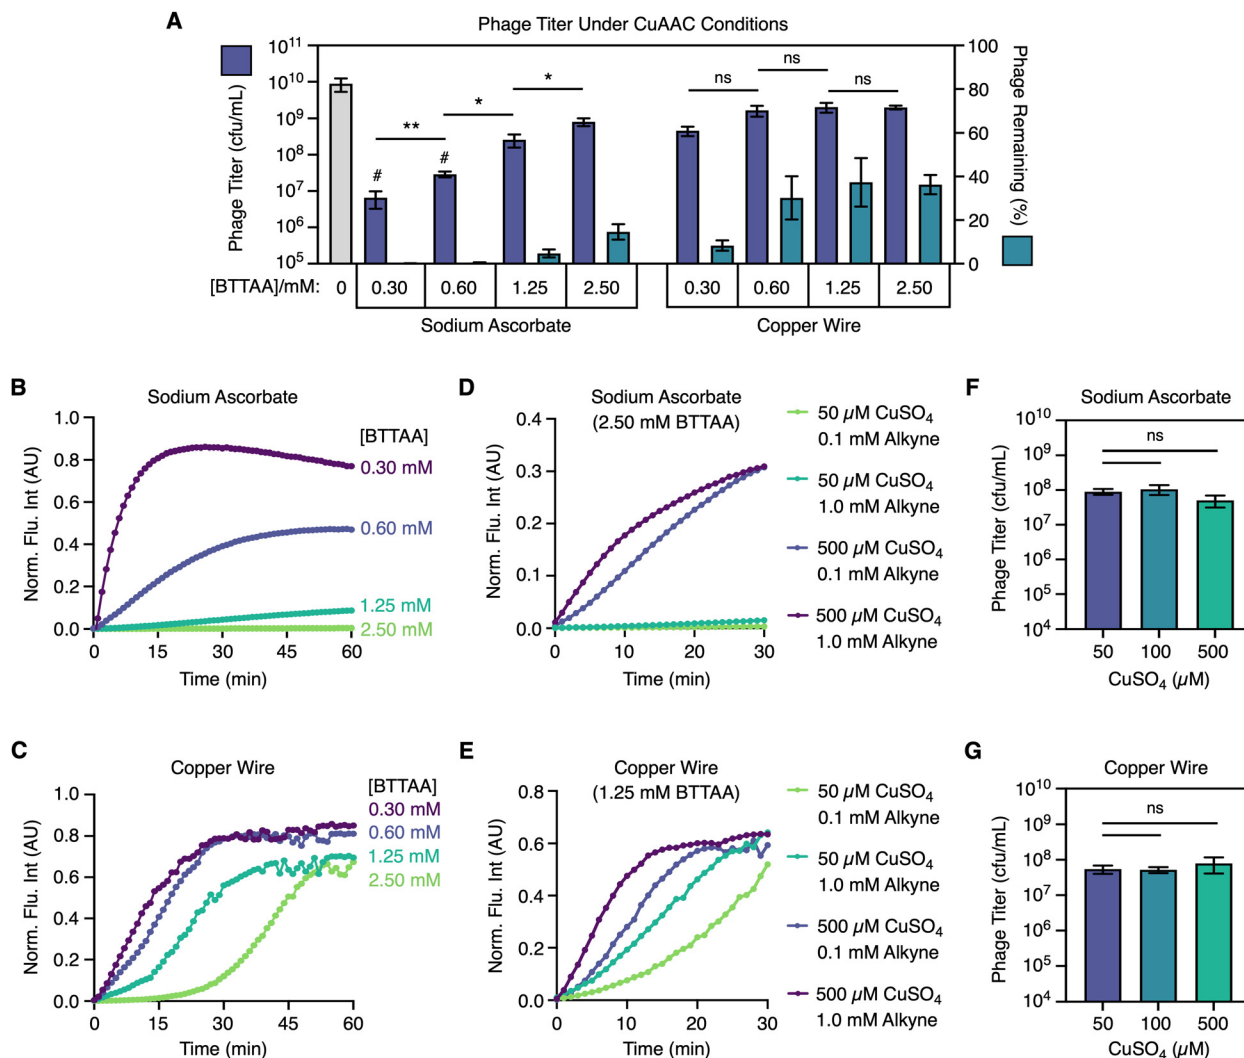 A
Phage Titer Under CuAAC Conditions
Phage Titer (cfu/mL)
10^11
10^10
10^9
10^8
10^7
10^6
10^5
#
**
#
*
*
ns
ns
ns
100
80
60
40
20
0
Phage Remaining (%)
[BTTAA]/mM: 0 0.30 0.60 1.25 2.50 0.30 0.60 1.25 2.50
Sodium Ascorbate Copper Wire
B
Sodium Ascorbate
Norm. Flu. Int (AU)
1.0
0.8
0.6
0.4
0.2
0.0
[BTTAA]
0.30 mM
0.60 mM
1.25 mM
2.50 mM
0 15 30 45 60
Time (min)
D
Sodium Ascorbate
(2.50 mM BTTAA)
Norm. Flu. Int (AU)
0.4
0.3
0.2
0.1
0.0
0 10 20 30
Time (min)
50 µM CuSO₄
0.1 mM Alkyne
50 µM CuSO₄
1.0 mM Alkyne
500 µM CuSO₄
0.1 mM Alkyne
500 µM CuSO₄
1.0 mM Alkyne
F
Sodium Ascorbate
Phage Titer (cfu/mL)
10^10
10^9
10^8
10^7
10^6
10^5
10^4
ns
50 100 500
CuSO₄ (µM)
C
Copper Wire
Norm. Flu. Int (AU)
1.0
0.8
0.6
0.4
0.2
0.0
[BTTAA]
0.30 mM
0.60 mM
1.25 mM
2.50 mM
0 15 30 45 60
Time (min)
E
Copper Wire
(1.25 mM BTTAA)
Norm. Flu. Int (AU)
0.8
0.6
0.4
0.2
0.0
0 10 20 30
Time (min)
50 µM CuSO₄
0.1 mM Alkyne
50 µM CuSO₄
1.0 mM Alkyne
500 µM CuSO₄
0.1 mM Alkyne
500 µM CuSO₄
1.0 mM Alkyne
G
Copper Wire
Phage Titer (cfu/mL)
10^10
10^9
10^8
10^7
10^6
10^5
10^4
ns
50 100 500
CuSO₄ (µM)